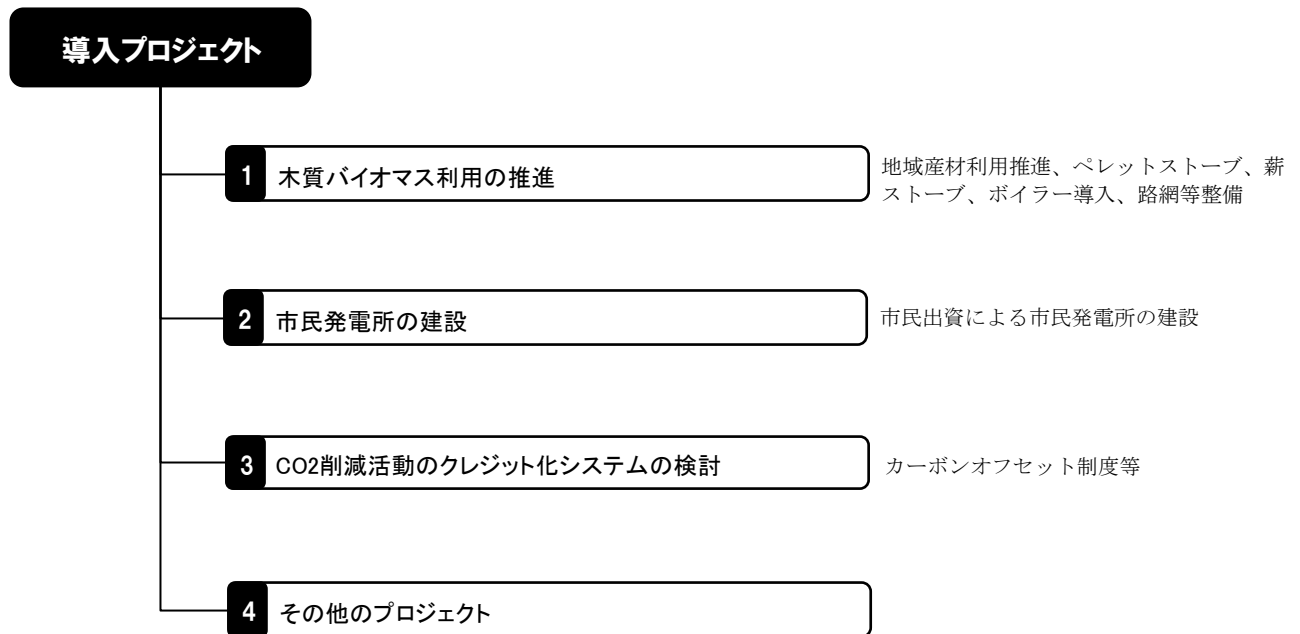 導入プロジェクト
1 木質バイオマス利用の推進
地域産材利用推進、ペレットストーブ、薪
ストーブ、ボイラー導入、路網等整備
2 市民発電所の建設
市民出資による市民発電所の建設
3 CO2削減活動のクレジット化システムの検討
カーボンオフセット制度等
4 その他のプロジェクト